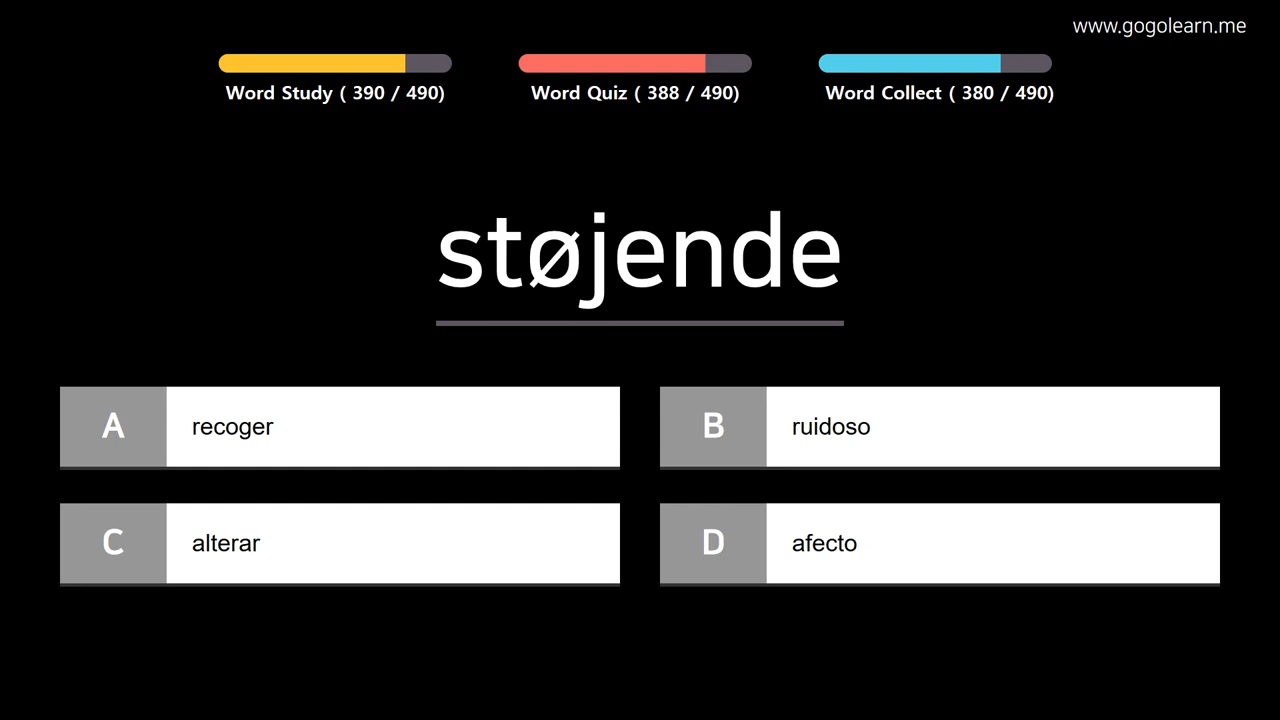 www.gogolearn.me
Word Study ( 390 / 490)
Word Quiz ( 388 / 490)
Word Collect ( 380 / 490)
støjende
A recoger
B ruidoso
C alterar
D afecto